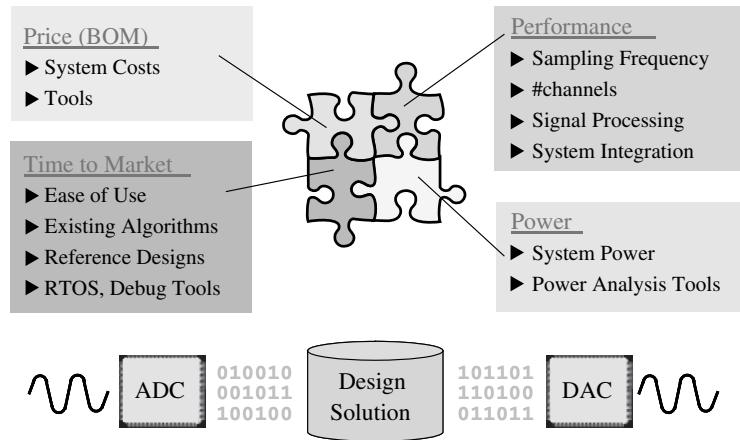 Price (BOM)
▶ System Costs
▶ Tools
Performance
▶ Sampling Frequency
▶ #channels
▶ Signal Processing
▶ System Integration
Time to Market
▶ Ease of Use
▶ Existing Algorithms
▶ Reference Designs
▶ RTOS, Debug Tools
Power
▶ System Power
▶ Power Analysis Tools
ADC
010010
001011
100100
Design
Solution
101101
110100
011011
DAC